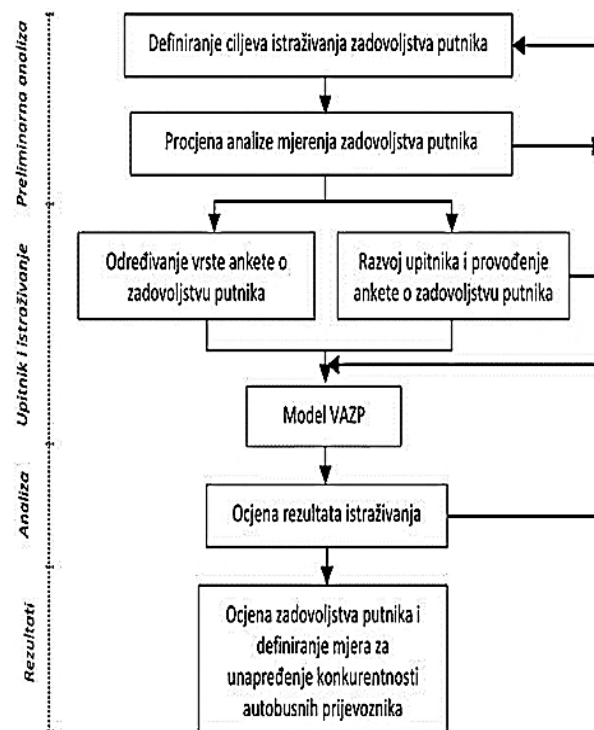 Preliminarna analiza
Definiranje ciljeva istraživanja zadovoljstva putnika
Procjena analize mjerenja zadovoljstva putnika
Upitnik i istraživanje
Određivanje vrste ankete o
zadovoljstvu putnika
Razvoj upitnika i provođenje
ankete o zadovoljstvu putnika
Model VAZP
Analiza
Ocjena rezultata istraživanja
Rezultati
Ocjena zadovoljstva putnika i
definiranje mjera za
unapređenje konkurentnosti
autobusnih prijevoznika